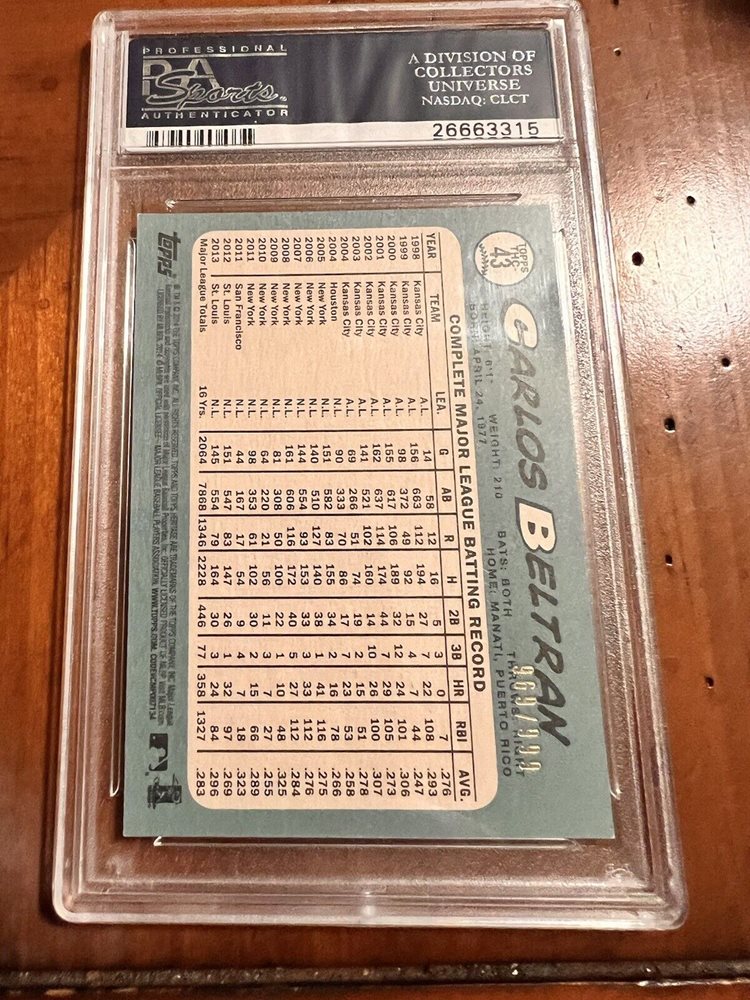 PROFESSIONAL
PSA
Sports
AUTHENTICATOR
A DIVISION OF
COLLECTORS
UNIVERSE
NASDAQ: CLCT
26663315
TOPPS
THC
43
CARLOS BELTRAN
HEIGHT: 6'1" WEIGHT: 210 BATS: BOTH THROWS: RIGHT
BORN: APRIL 24, 1977 HOME: MANATI, PUERTO RICO
COMPLETE MAJOR LEAGUE BATTING RECORD
YEAR TEAM LEA. G AB R H 2B 3B HR RBI AVG.
1998 Kansas City A.L. 14 58 12 16 5 3 0 7 .276
1999 Kansas City A.L. 156 663 112 194 27 7 22 108 .293
2000 Kansas City A.L. 98 372 49 92 15 4 7 44 .247
2001 Kansas City A.L. 155 617 106 189 32 12 24 101 .306
2002 Kansas City A.L. 162 637 114 174 44 7 29 105 .273
2003 Kansas City A.L. 141 521 102 160 14 10 26 100 .307
2004 Kansas City A.L. 69 266 51 74 19 2 15 51 .278
2004 Houston N.L. 90 333 70 86 17 7 23 53 .258
2005 New York N.L. 151 582 83 155 34 2 16 78 .266
2006 New York N.L. 140 510 127 140 38 1 41 116 .275
2007 New York N.L. 144 554 93 153 33 3 33 112 .276
2008 New York N.L. 161 606 116 172 40 5 27 112 .284
2009 New York N.L. 81 308 50 100 22 1 10 48 .325
2010 New York N.L. 64 220 21 56 11 3 7 27 .255
2011 New York N.L. 98 353 61 102 30 2 15 66 .289
2011 San Francisco N.L. 44 167 17 54 9 4 7 18 .323
2012 St. Louis N.L. 151 547 83 147 26 1 32 97 .269
2013 St. Louis N.L. 145 554 79 164 30 3 24 84 .296
Major League Totals 16 Yrs. 2064 7868 1346 2228 446 77 358 1327 .283
topps